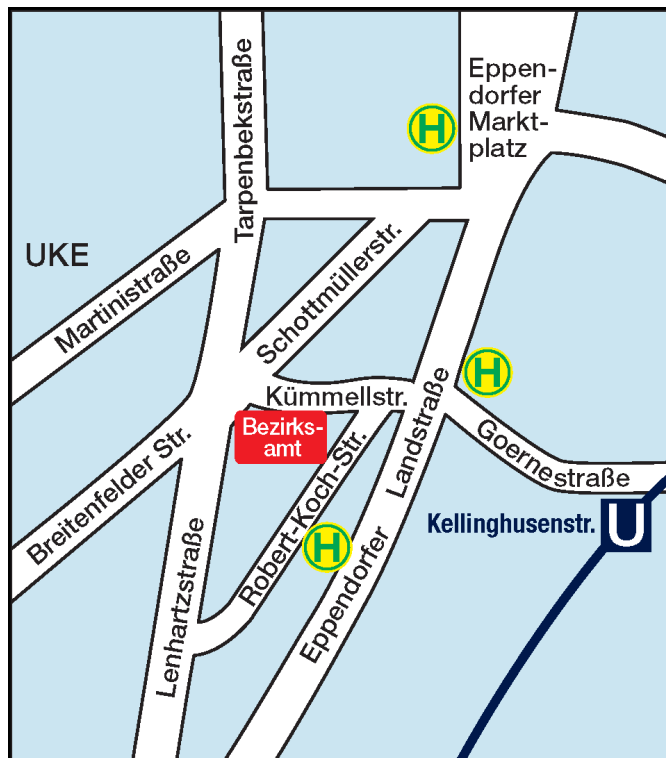 Eppen-
dorfer
Markt-
platz
H
Tarpenbekstraße
UKE
Martinistraße
Schottmüllerstr.
H
Kümmellstr.
Bezirks-
amt
Landstraße
Goernestraße
Breitenfelder Str.
Robert-Koch-Str.
Kellinghusenstr.
U
H
Eppendorfer
Lenhartzstraße